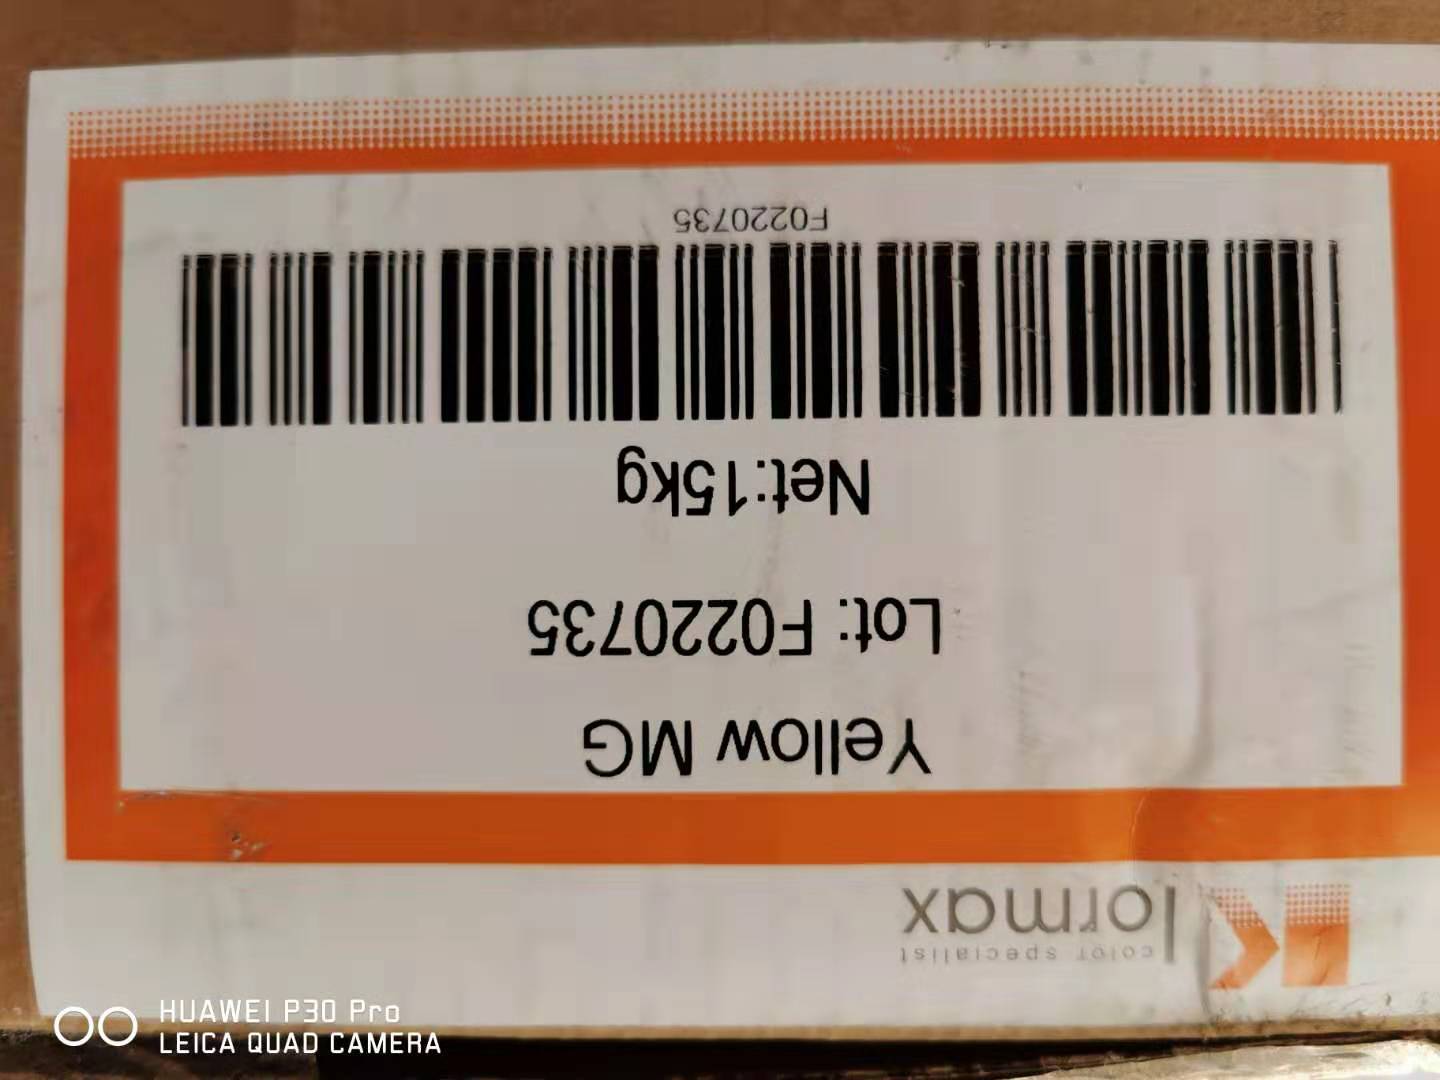 lormax
color specialist
Yellow MG
Lot: F0220735
Net:15kg
F0220735
HUAWEI P30 Pro
LEICA QUAD CAMERA